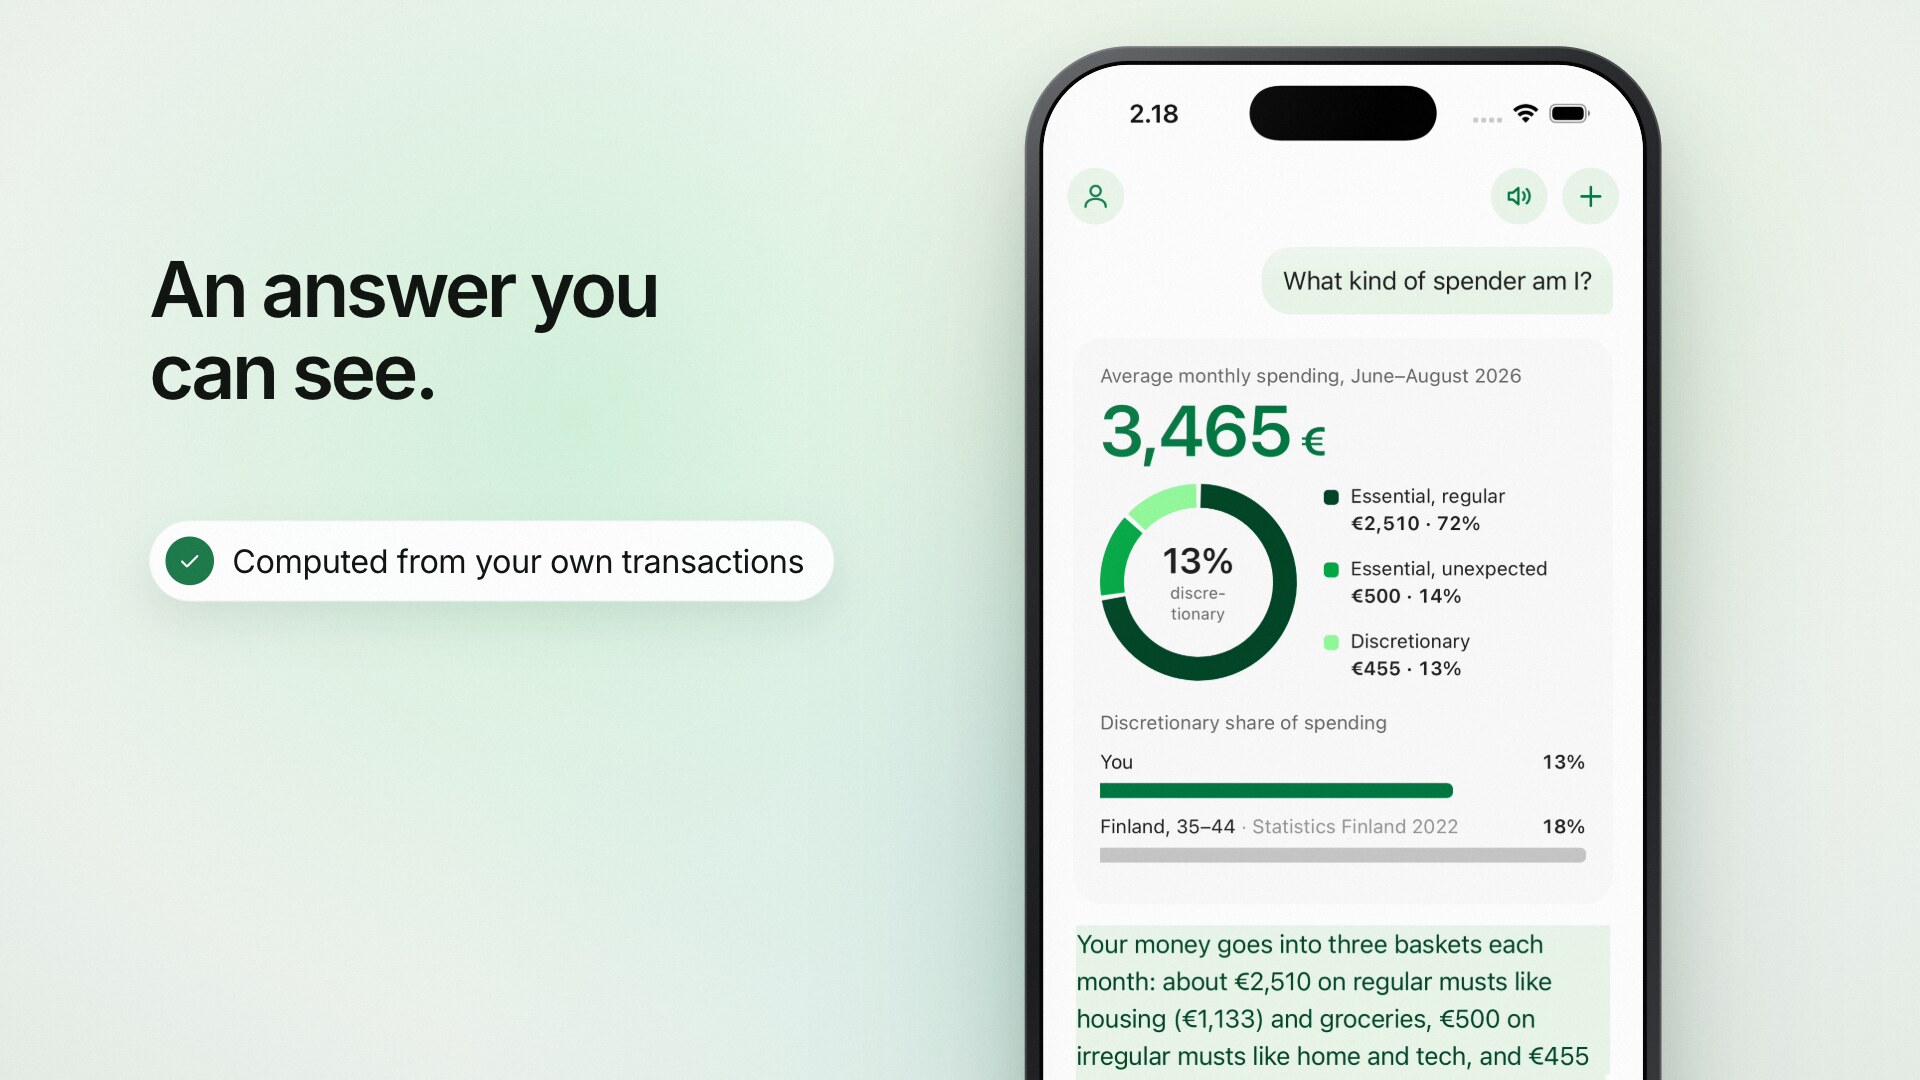 An answer you
can see.
Computed from your own transactions
2.18
What kind of spender am I?
Average monthly spending, June–August 2026
3,465 €
13%
discre-
tionary
Essential, regular
€2,510 · 72%
Essential, unexpected
€500 · 14%
Discretionary
€455 · 13%
Discretionary share of spending
You 13%
Finland, 35–44 · Statistics Finland 2022 18%
Your money goes into three baskets each
month: about €2,510 on regular musts like
housing (€1,133) and groceries, €500 on
irregular musts like home and tech, and €455